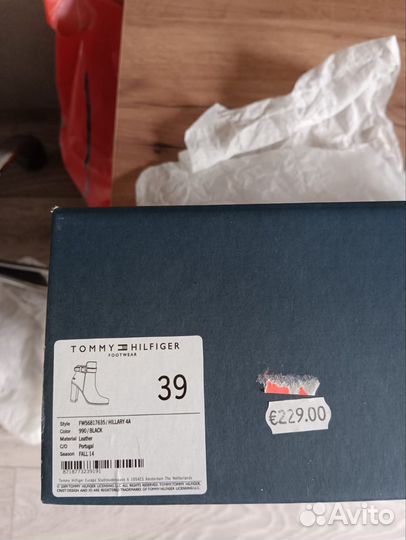 TOMMY HILFIGER
FOOTWEAR
39
Style FW56817635/HILLARY 4A
Color 990/BLACK
Material Leather
C/O Portugal
Season FALL 14
8718773239191
€229.00
Avito